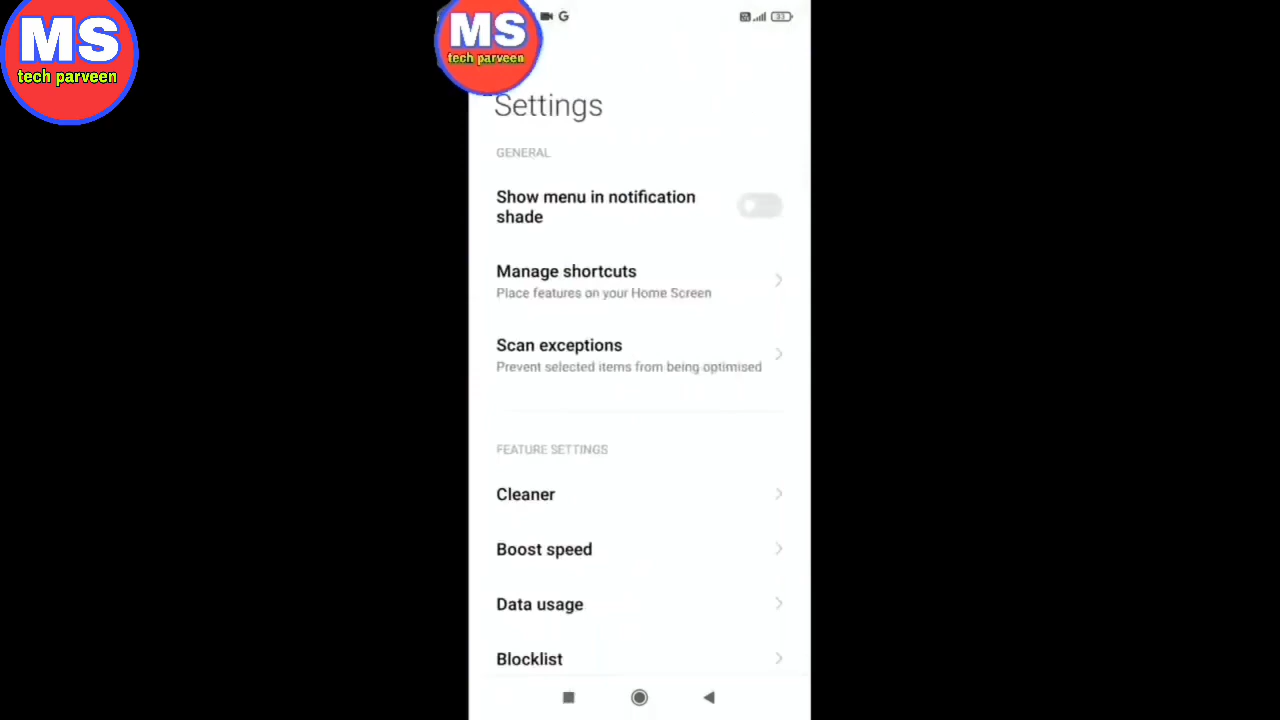 MS
tech parveen
MS
tech parveen
Settings
GENERAL
Show menu in notification
shade
Manage shortcuts
Place features on your Home Screen
Scan exceptions
Prevent selected items from being optimised
FEATURE SETTINGS
Cleaner
Boost speed
Data usage
Blocklist